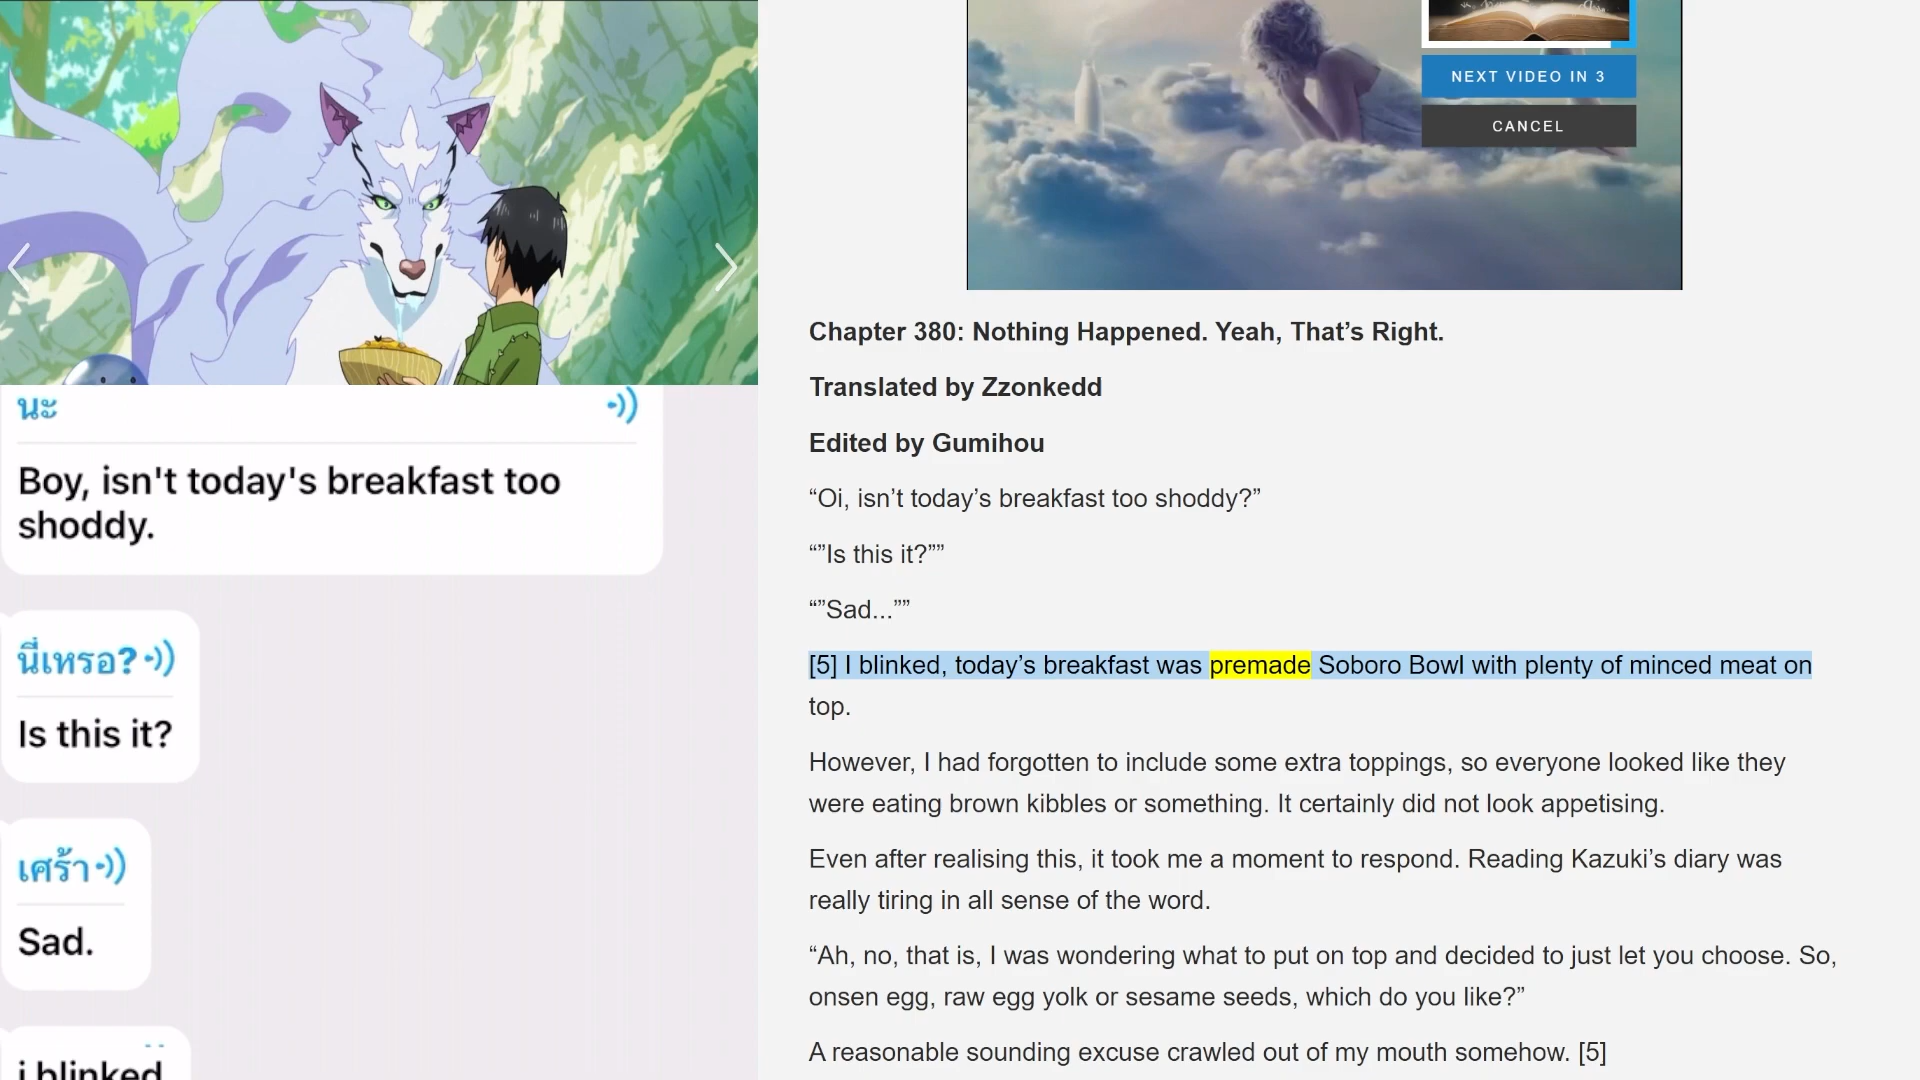 นะ
Boy, isn't today's breakfast too
shoddy.
นี่เหรอ?
Is this it?
เศร้า
Sad.
i blinked
NEXT VIDEO IN 3
CANCEL
Chapter 380: Nothing Happened. Yeah, That’s Right.
Translated by Zzonkedd
Edited by Gumihou
“Oi, isn’t today’s breakfast too shoddy?”
“”Is this it?””
“”Sad...””
[5] I blinked, today’s breakfast was premade Soboro Bowl with plenty of minced meat on
top.
However, I had forgotten to include some extra toppings, so everyone looked like they
were eating brown kibbles or something. It certainly did not look appetising.
Even after realising this, it took me a moment to respond. Reading Kazuki’s diary was
really tiring in all sense of the word.
“Ah, no, that is, I was wondering what to put on top and decided to just let you choose. So,
onsen egg, raw egg yolk or sesame seeds, which do you like?”
A reasonable sounding excuse crawled out of my mouth somehow. [5]